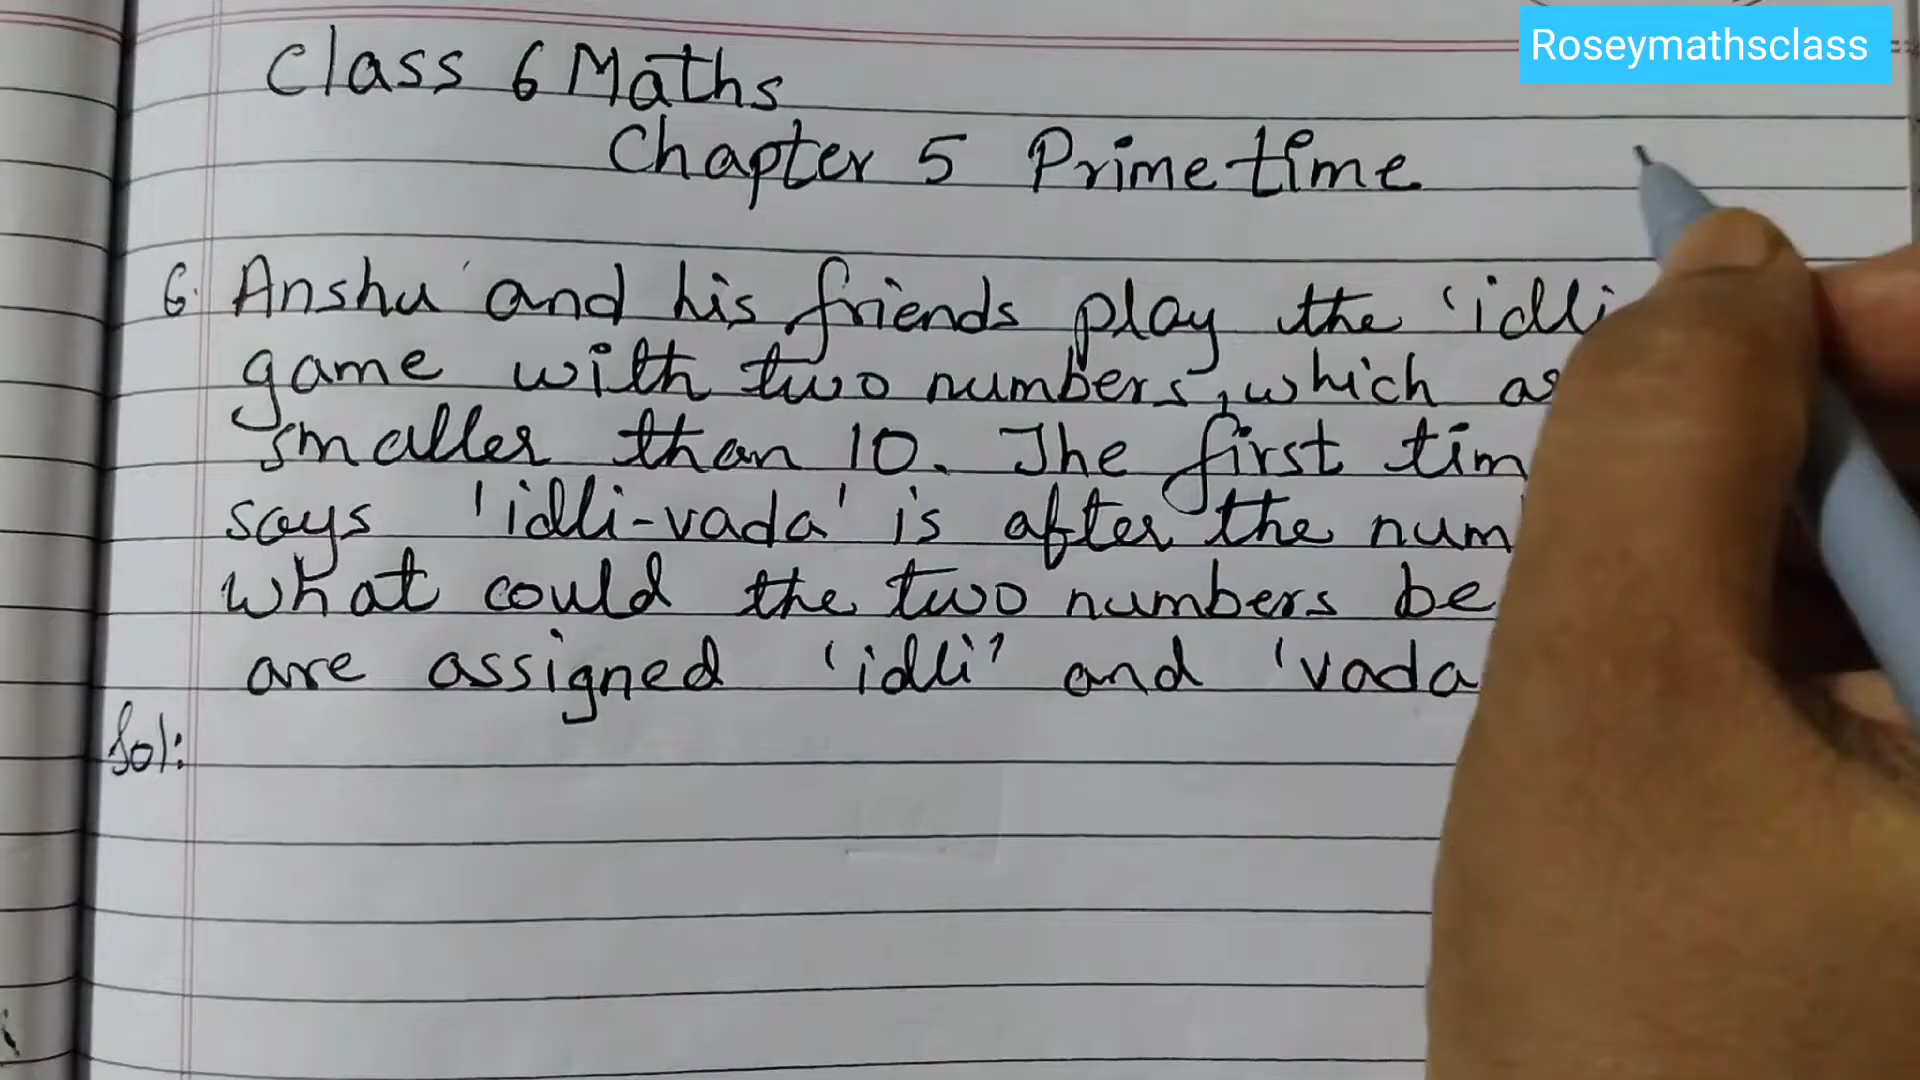 Roseymathsclass
Class 6 Maths
Chapter 5 Prime time
6. Anshu and his friends play the 'idli
game with two numbers, which
smaller than 10. The first
says 'idli-vada' is after the
what could the two numbers be
are assigned 'idli' and 'vada
Sol: